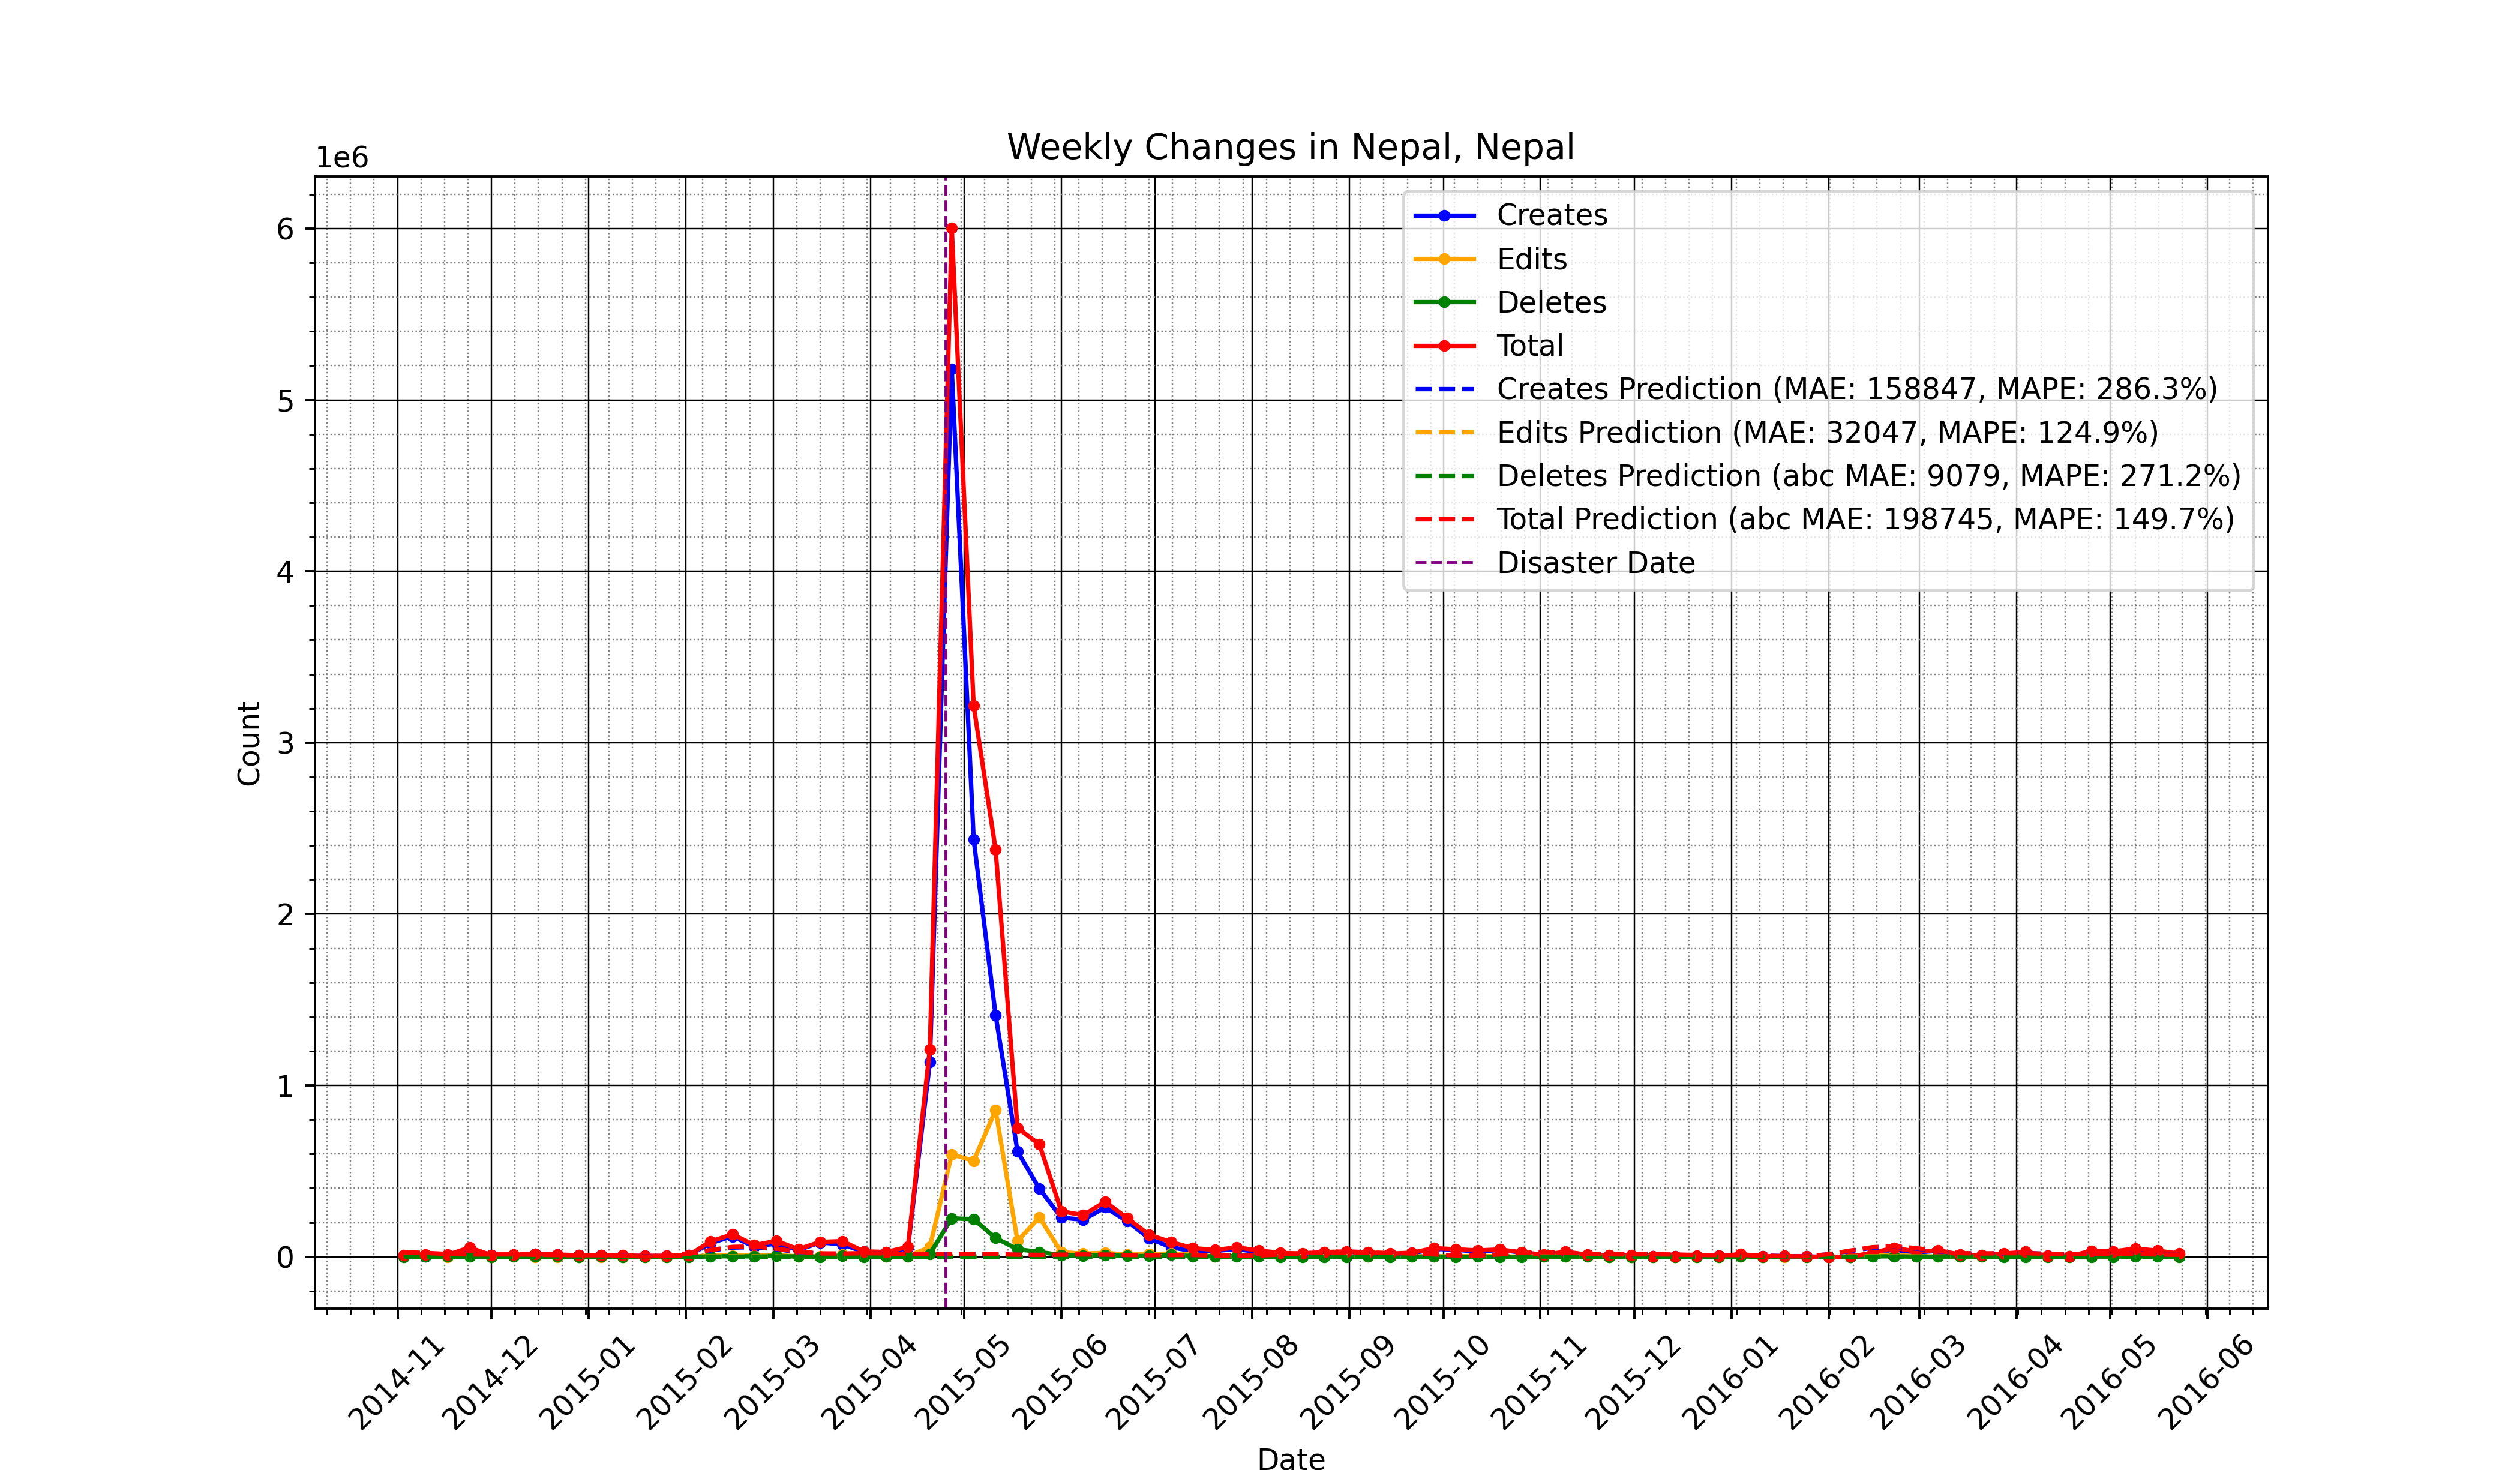 Weekly Changes in Nepal, Nepal
1e6
6
5
4
3
2
1
0
Count
Creates
Edits
Deletes
Total
Creates Prediction (MAE: 158847, MAPE: 286.3%)
Edits Prediction (MAE: 32047, MAPE: 124.9%)
Deletes Prediction (abc MAE: 9079, MAPE: 271.2%)
Total Prediction (abc MAE: 198745, MAPE: 149.7%)
Disaster Date
2014-11
2014-12
2015-01
2015-02
2015-03
2015-04
2015-05
2015-06
2015-07
2015-08
2015-09
2015-10
2015-11
2015-12
2016-01
2016-02
2016-03
2016-04
2016-05
2016-06
Date